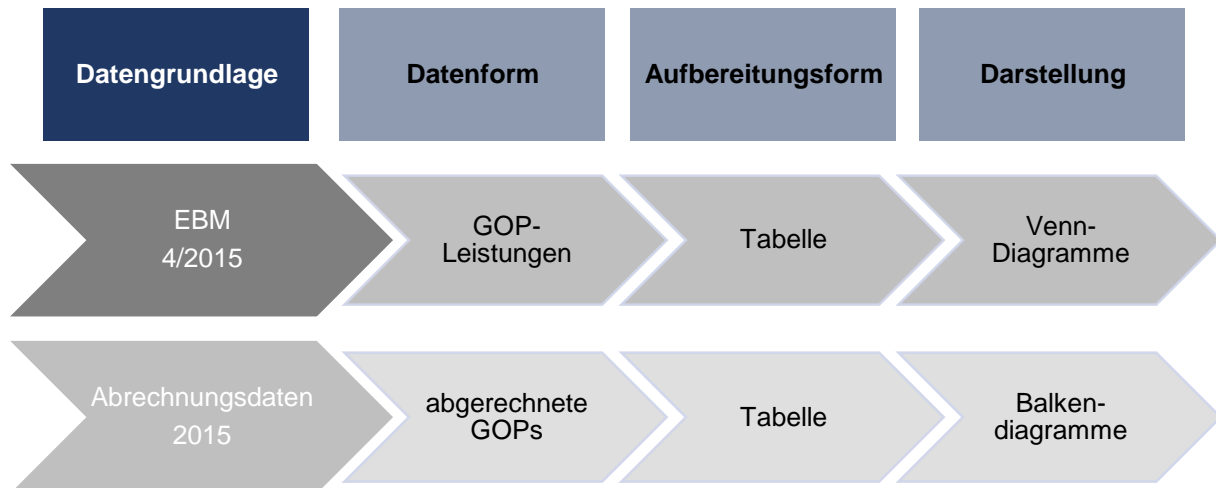 Datengrundlage
Datenform
Aufbereitungsform
Darstellung
EBM
4/2015
GOP-
Leistungen
Tabelle
Venn-
Diagramme
Abrechnungsdaten
2015
abgerechnete
GOPs
Tabelle
Balken-
diagramme